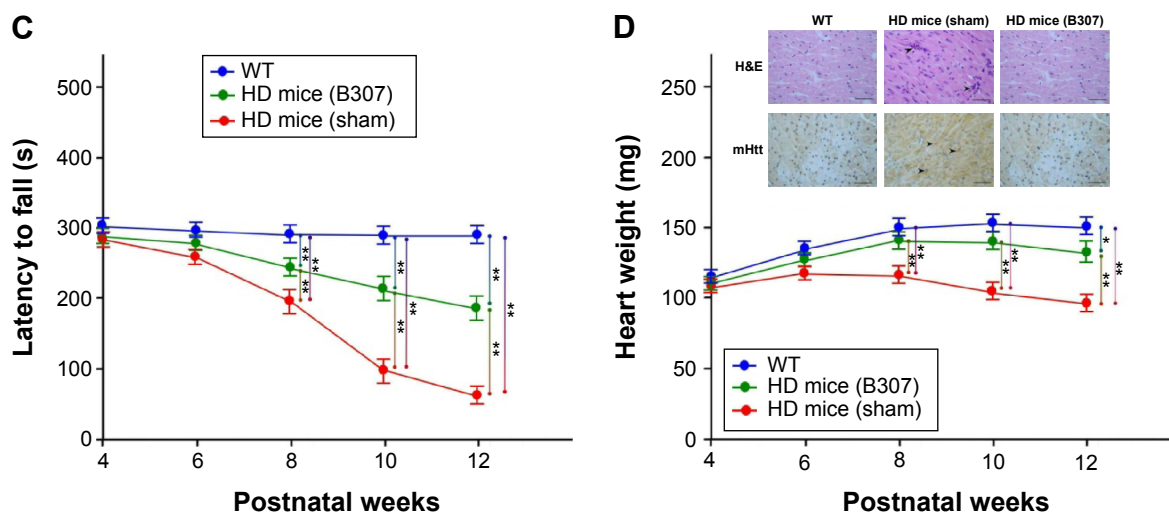 C
Latency to fall (s)
500
400
300
200
100
0
4 6 8 10 12
Postnatal weeks
WT
HD mice (B307)
HD mice (sham)
**
**
**
**
**
**
**
**
**
D
WT HD mice (sham) HD mice (B307)
H&E
mHtt
Heart weight (mg)
250
200
150
100
50
0
4 6 8 10 12
Postnatal weeks
WT
HD mice (B307)
HD mice (sham)
**
**
**
**
*
**
**